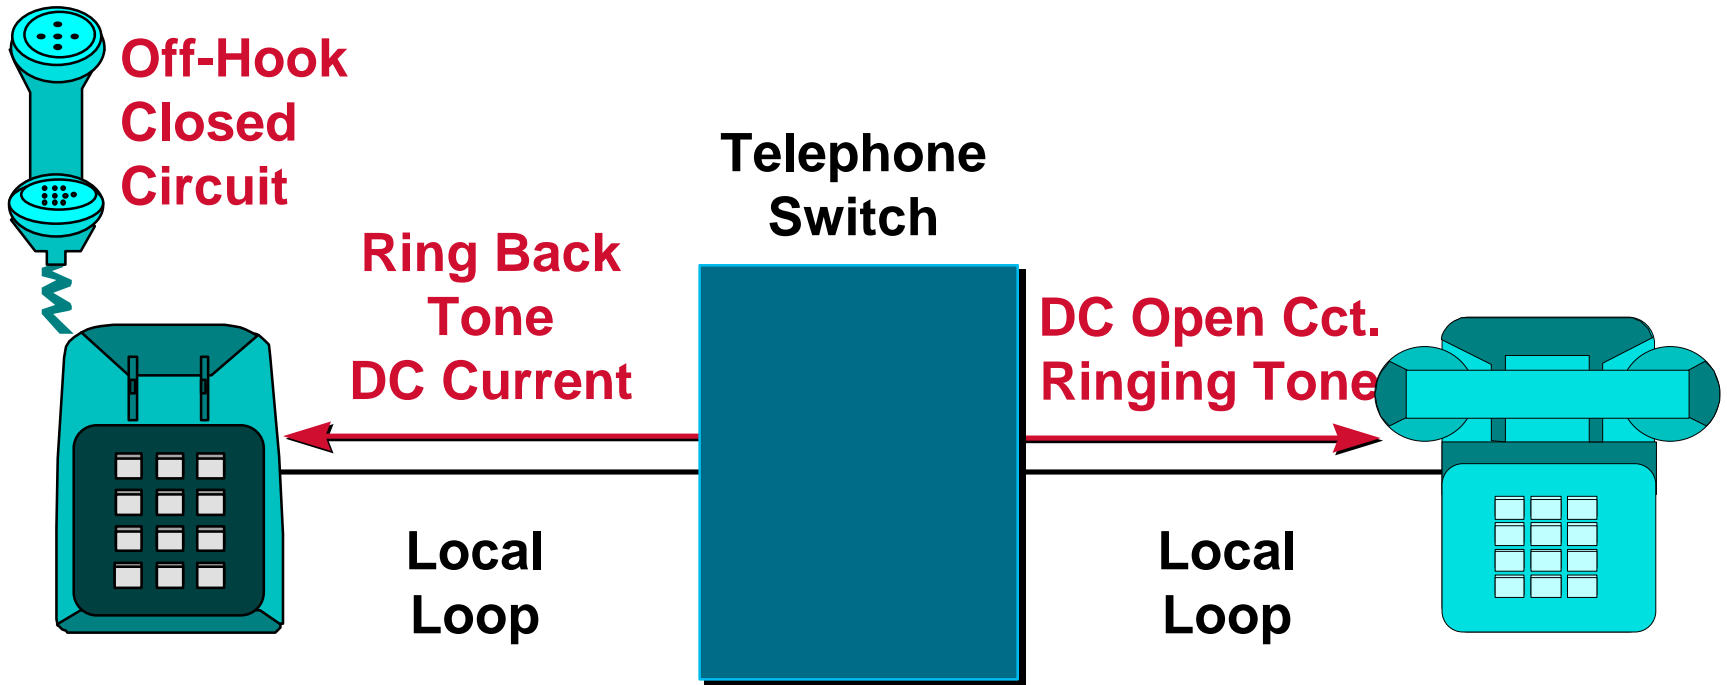 Off-Hook
Closed
Circuit
Telephone
Switch
Ring Back
Tone
DC Current
DC Open Cct.
Ringing Tone
Local
Loop
Local
Loop